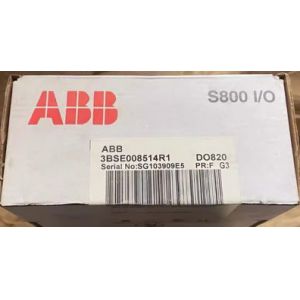 ABB
S800 I/O
ABB
3BSE008514R1 DO820
Serial No:SG103909E5 PR:F G3